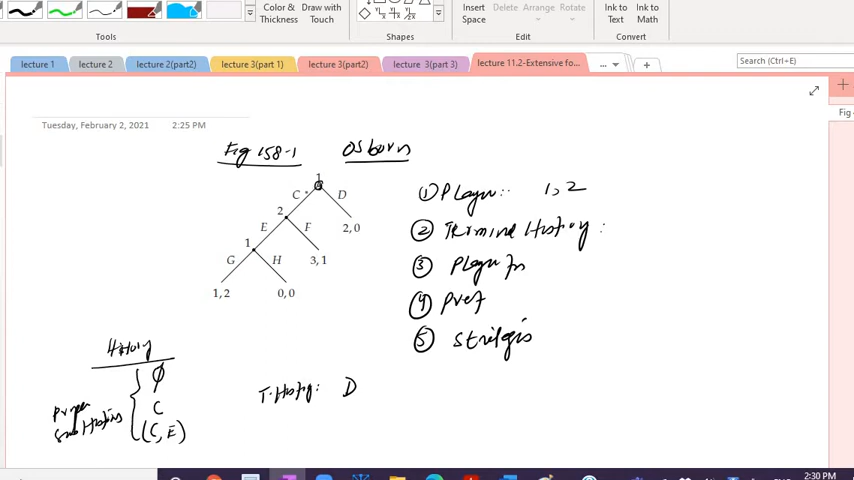 Color & Thickness
Draw with Touch
Insert Space
Delete Arrange Rotate
Ink to Text
Ink to Math
Tools
Shapes
Edit
Convert
lecture 1
lecture 2
lecture 2(part2)
lecture 3(part 1)
lecture 3(part2)
lecture 3 (part 3)
lecture 11.2-Extensive fo...
...
+
Search (Ctrl+E)
+
Fig
Tuesday, February 2, 2021 2:25 PM
Fig 158-1 Osborn
1
C D
2
E F 2,0
1
G H 3,1
1,2 0,0
① Player: 1,2
② Terminal History:
③ Player fn
④ Pref
⑤
History
φ
C
(C, E)
Proper
Sub Histories
T. History: D
2:30 PM